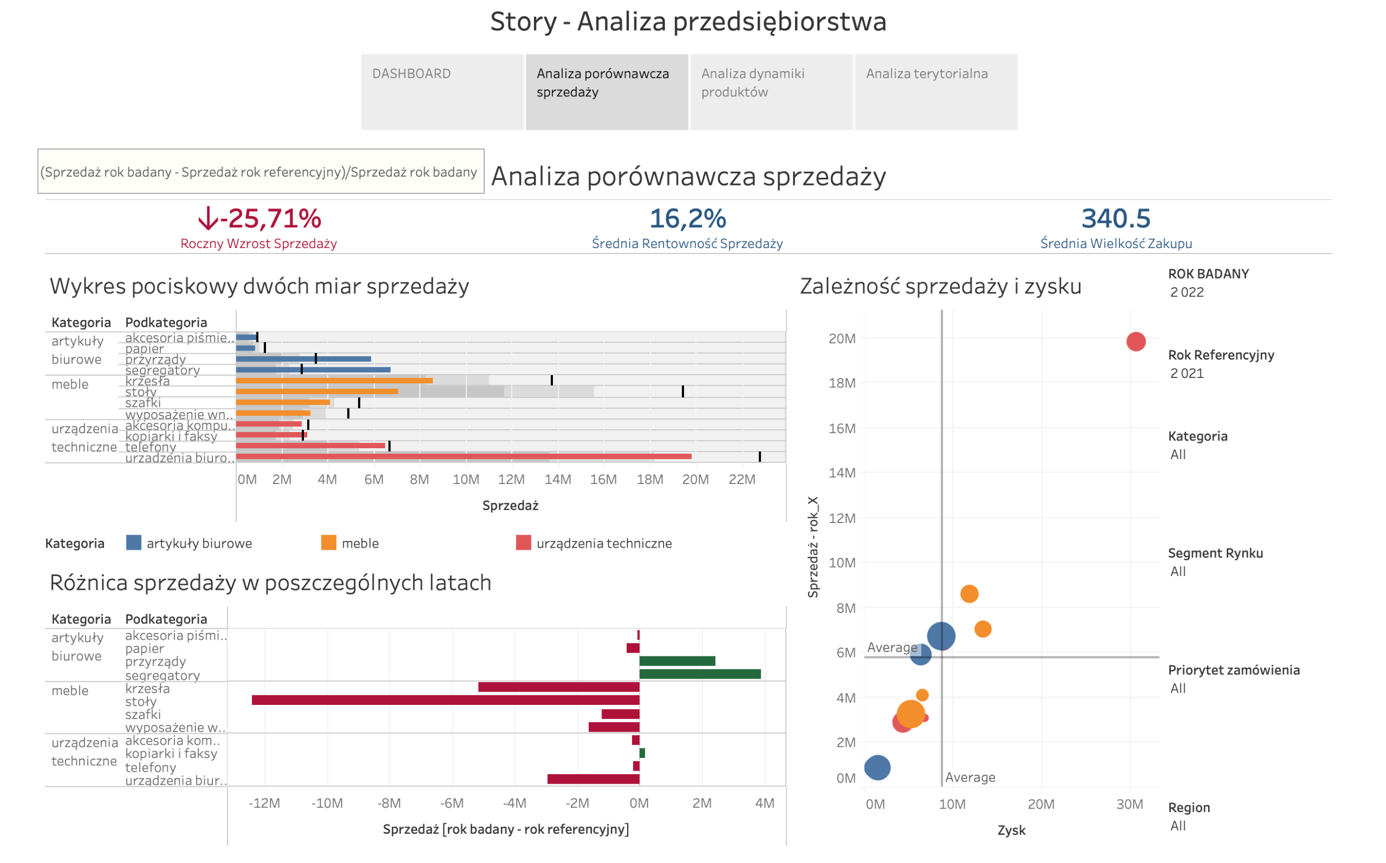 Story - Analiza przedsiębiorstwa
DASHBOARD
Analiza porównawcza
sprzedaży
Analiza dynamiki
produktów
Analiza terytorialna
(Sprzedaż rok badany - Sprzedaż rok referencyjny)/Sprzedaż rok badany
Analiza porównawcza sprzedaży
↓-25,71%
Roczny Wzrost Sprzedaży
16,2%
Średnia Rentowność Sprzedaży
340.5
Średnia Wielkość Zakupu
Wykres pociskowy dwóch miar sprzedaży
Kategoria Podkategoria
artykuły
biurowe
akcesoria piśmie..
papier
przyrządy
segregatory
meble
krzesła
stoły
szafki
wyposażenie wn..
urządzenia
techniczne
akcesoria kompu..
kopiarki i faksy
telefony
urządzenia biuro..
0M 2M 4M 6M 8M 10M 12M 14M 16M 18M 20M 22M
Sprzedaż
Kategoria artykuły biurowe meble urządzenia techniczne
Różnica sprzedaży w poszczególnych latach
Kategoria Podkategoria
artykuły
biurowe
akcesoria piśmi..
papier
przyrządy
segregatory
meble
krzesła
stoły
szafki
wyposażenie w..
urządzenia
techniczne
akcesoria kom..
kopiarki i faksy
telefony
urządzenia biur..
-12M -10M -8M -6M -4M -2M 0M 2M 4M
Sprzedaż [rok badany - rok referencyjny]
Zależność sprzedaży i zysku
Sprzedaż - rok_X
20M
18M
16M
14M
12M
10M
8M
6M
4M
2M
0M
Average
Average
0M 10M 20M 30M
Zysk
ROK BADANY
2 022
Rok Referencyjny
2 021
Kategoria
All
Segment Rynku
All
Priorytet zamówienia
All
Region
All